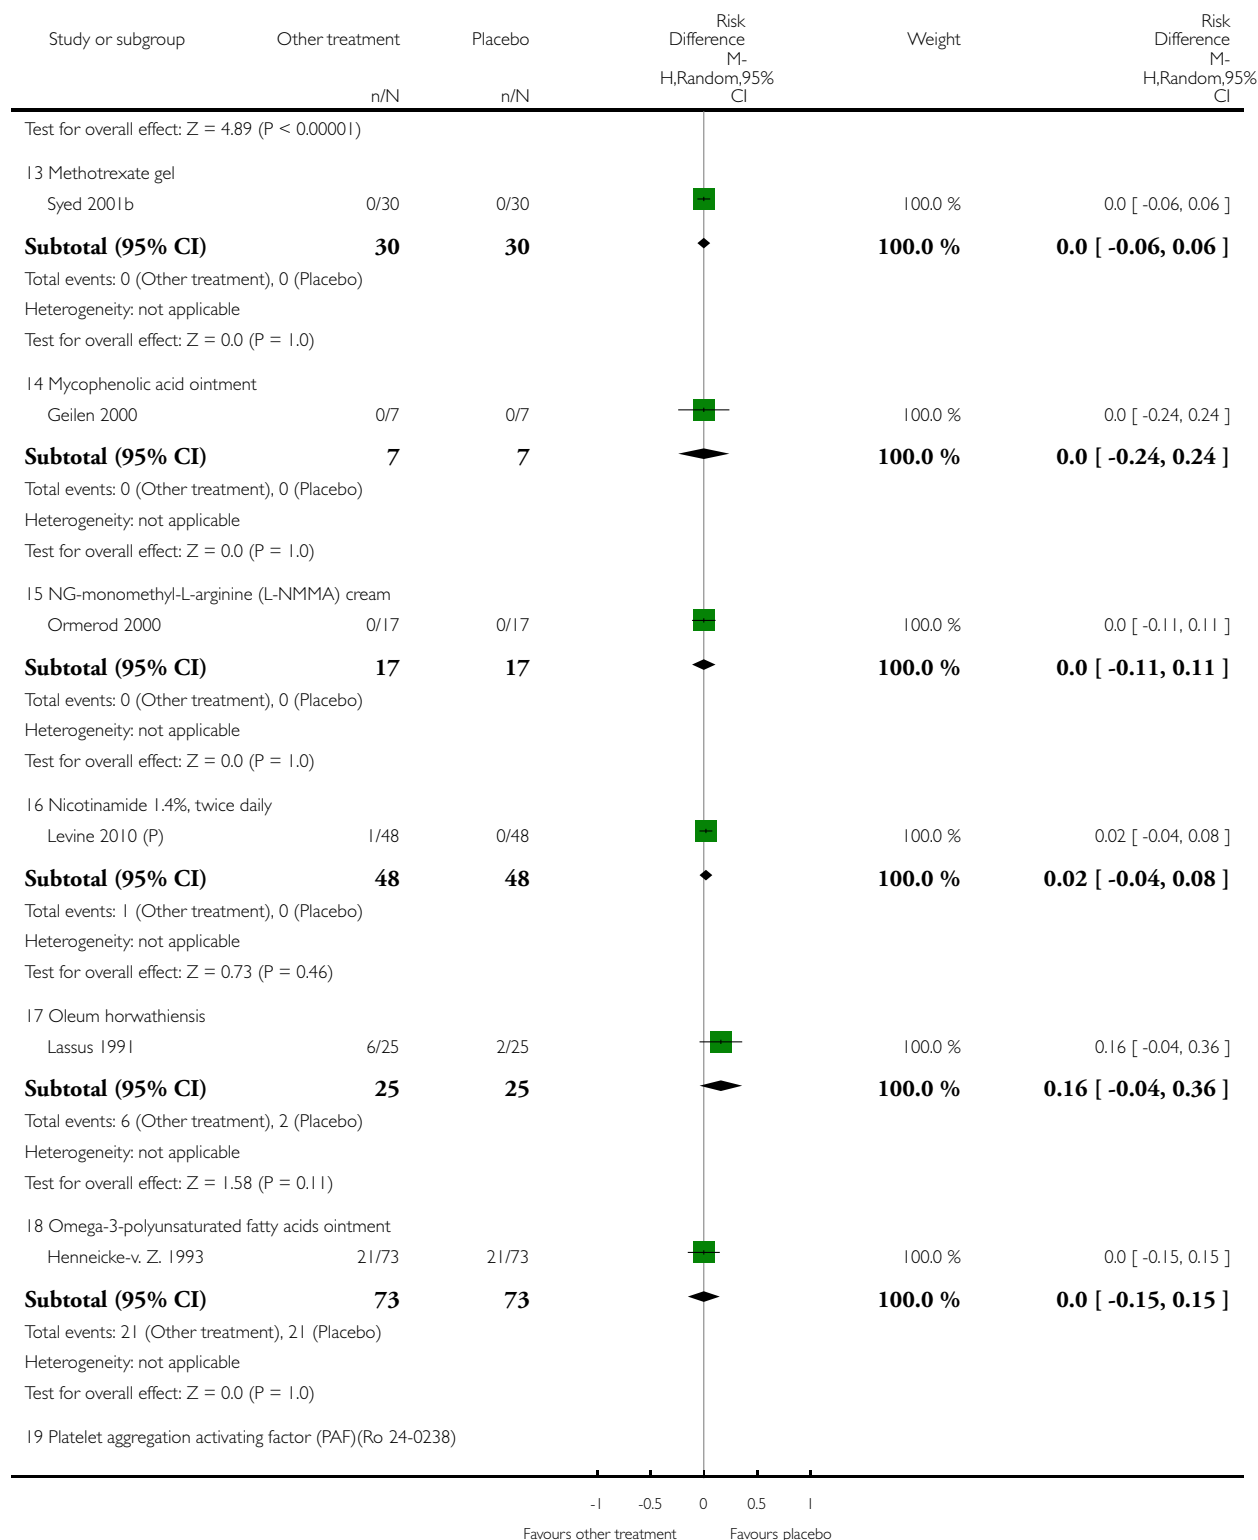 Study or subgroup Other treatment Placebo Risk Difference Weight Risk Difference
M-H,Random,95% CI M-H,Random,95% CI
n/N n/N
Test for overall effect: Z = 4.89 (P < 0.00001)
13 Methotrexate gel
Syed 2001b 0/30 0/30 100.0 % 0.0 [ -0.06, 0.06 ]
Subtotal (95% CI) 30 30 100.0 % 0.0 [ -0.06, 0.06 ]
Total events: 0 (Other treatment), 0 (Placebo)
Heterogeneity: not applicable
Test for overall effect: Z = 0.0 (P = 1.0)
14 Mycophenolic acid ointment
Geilen 2000 0/7 0/7 100.0 % 0.0 [ -0.24, 0.24 ]
Subtotal (95% CI) 7 7 100.0 % 0.0 [ -0.24, 0.24 ]
Total events: 0 (Other treatment), 0 (Placebo)
Heterogeneity: not applicable
Test for overall effect: Z = 0.0 (P = 1.0)
15 NG-monomethyl-L-arginine (L-NMMA) cream
Ormerod 2000 0/17 0/17 100.0 % 0.0 [ -0.11, 0.11 ]
Subtotal (95% CI) 17 17 100.0 % 0.0 [ -0.11, 0.11 ]
Total events: 0 (Other treatment), 0 (Placebo)
Heterogeneity: not applicable
Test for overall effect: Z = 0.0 (P = 1.0)
16 Nicotinamide 1.4%, twice daily
Levine 2010 (P) 1/48 0/48 100.0 % 0.02 [ -0.04, 0.08 ]
Subtotal (95% CI) 48 48 100.0 % 0.02 [ -0.04, 0.08 ]
Total events: 1 (Other treatment), 0 (Placebo)
Heterogeneity: not applicable
Test for overall effect: Z = 0.73 (P = 0.46)
17 Oleum horwathiensis
Lassus 1991 6/25 2/25 100.0 % 0.16 [ -0.04, 0.36 ]
Subtotal (95% CI) 25 25 100.0 % 0.16 [ -0.04, 0.36 ]
Total events: 6 (Other treatment), 2 (Placebo)
Heterogeneity: not applicable
Test for overall effect: Z = 1.58 (P = 0.11)
18 Omega-3-polyunsaturated fatty acids ointment
Henneicke-v. Z. 1993 21/73 21/73 100.0 % 0.0 [ -0.15, 0.15 ]
Subtotal (95% CI) 73 73 100.0 % 0.0 [ -0.15, 0.15 ]
Total events: 21 (Other treatment), 21 (Placebo)
Heterogeneity: not applicable
Test for overall effect: Z = 0.0 (P = 1.0)
19 Platelet aggregation activating factor (PAF)(Ro 24-0238)
-1 -0.5 0 0.5 1
Favours other treatment Favours placebo